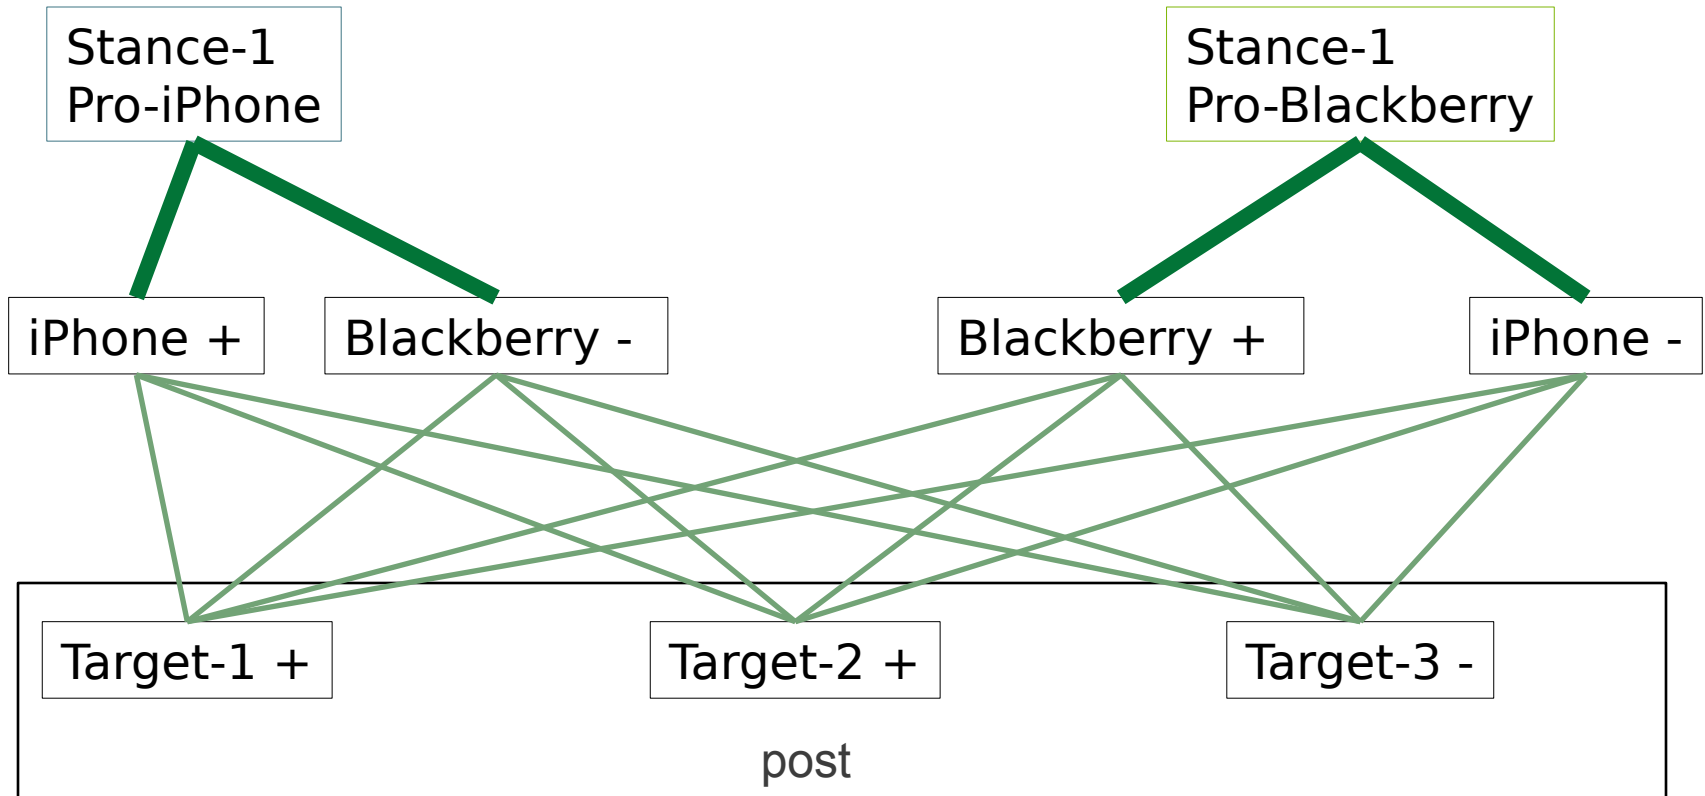 Stance-1
Pro-iPhone
Stance-1
Pro-Blackberry
iPhone +
Blackberry -
Blackberry +
iPhone -
Target-1 +
Target-2 +
Target-3 -
post